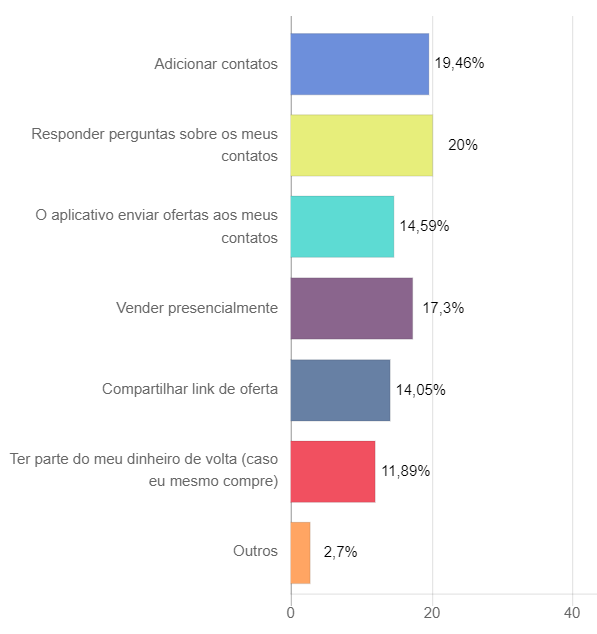 Adicionar contatos
19,46%
Responder perguntas sobre os meus
contatos
20%
O aplicativo enviar ofertas aos meus
contatos
14,59%
Vender presencialmente
17,3%
Compartilhar link de oferta
14,05%
Ter parte do meu dinheiro de volta (caso
eu mesmo compre)
11,89%
Outros
2,7%
0 20 40